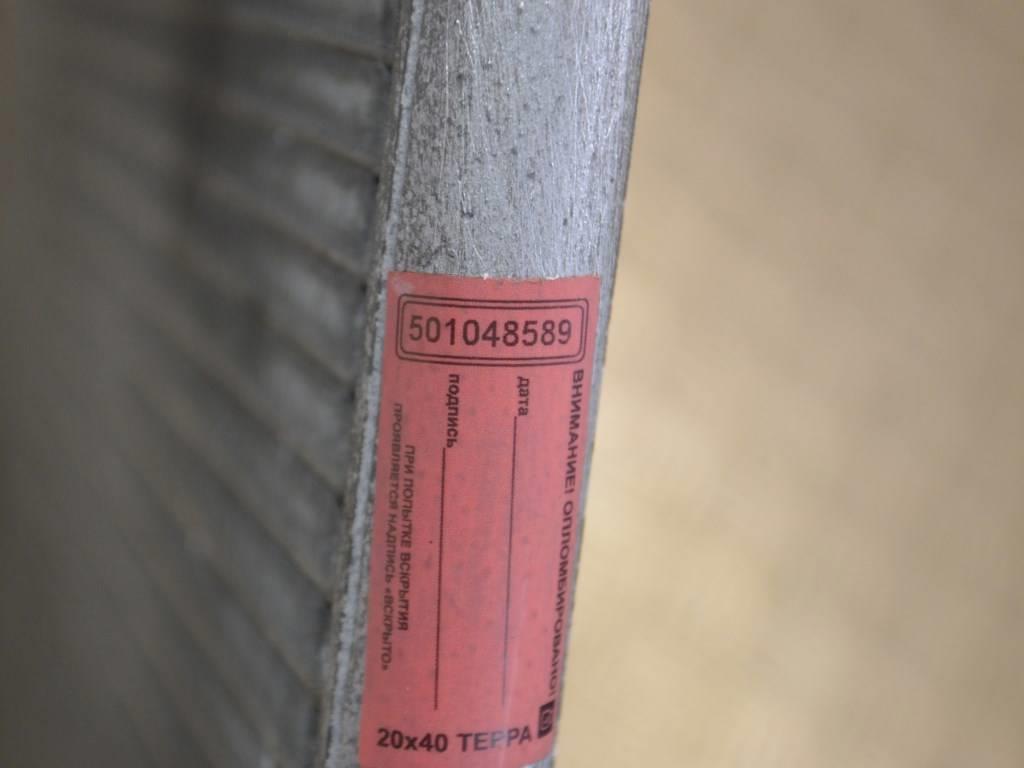 501048589
ВНИМАНИЕ! ОПЛОМБИРОВАНО!
дата
подпись
ПРИ ПОПЫТКЕ ВСКРЫТИЯ
ПРОЯВЛЯЕТСЯ НАДПИСЬ «ВСКРЫТО»
20x40 ТЕРРА